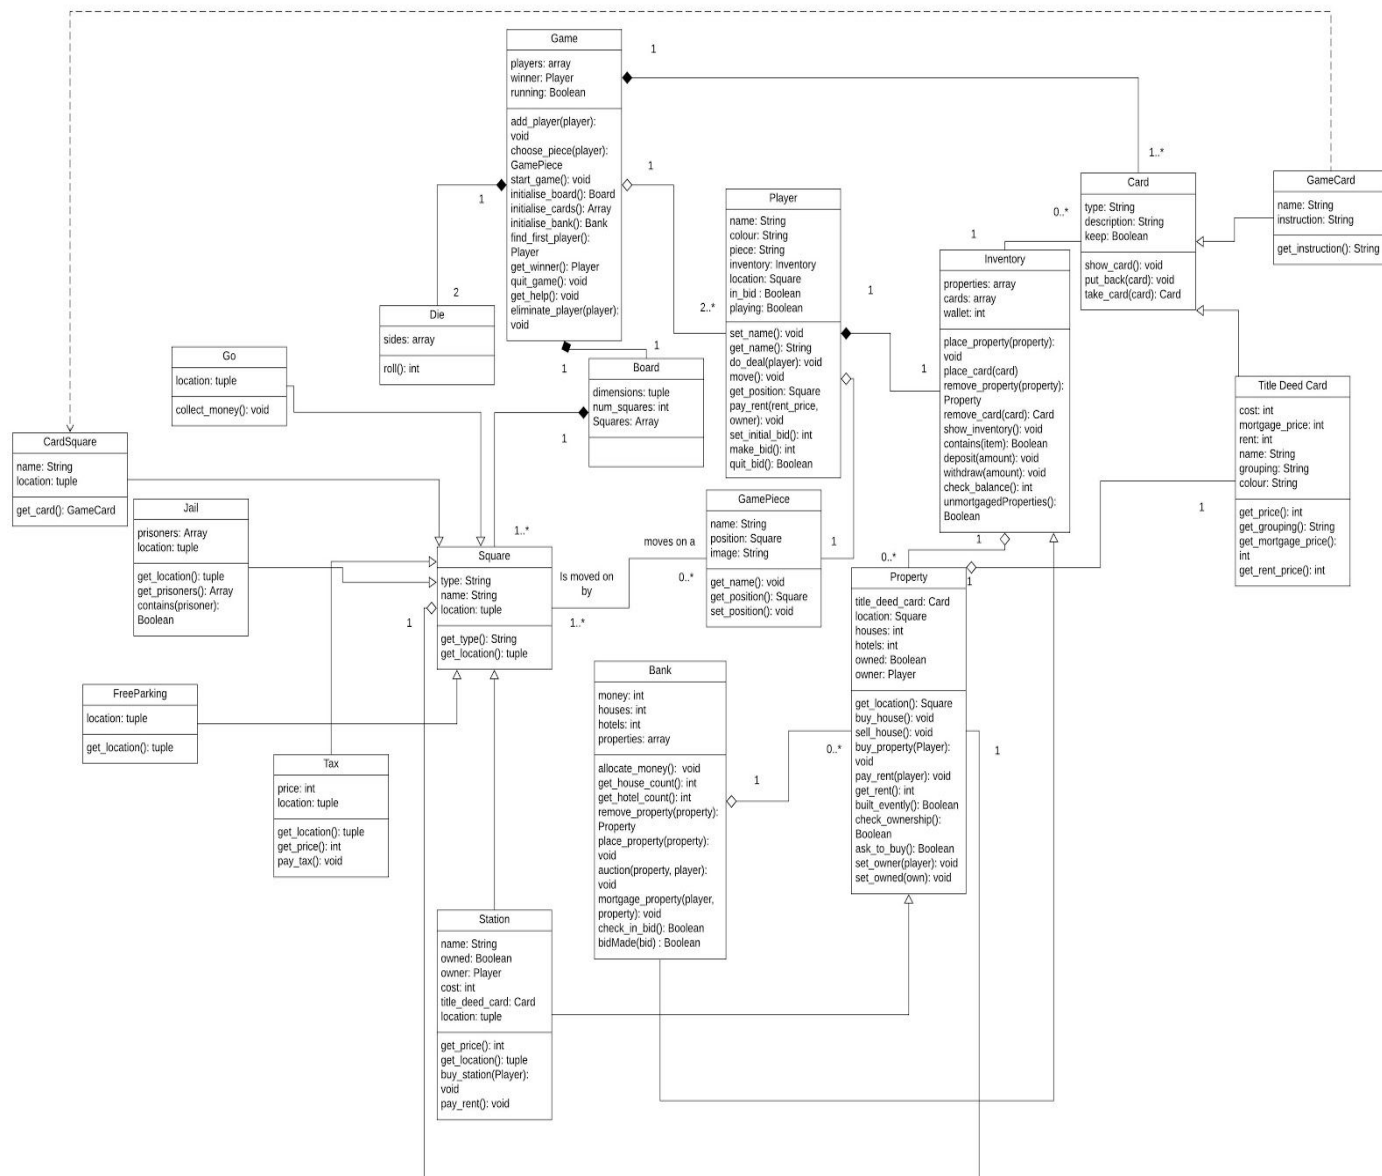 Game
players: array
winner: Player
running: Boolean
add_player(player):
void
choose_piece(player):
GamePiece
start_game(): void
initialise_board(): Board
initialise_cards(): Array
initialise_bank(): Bank
find_first_player():
Player
get_winner(): Player
quit_game(): void
get_help(): void
eliminate_player(player):
void
1
1..*
1
2..*
1
2
1
1
Die
sides: array
roll(): int
Board
dimensions: tuple
num_squares: int
Squares: Array
1
1..*
Player
name: String
colour: String
piece: String
inventory: Inventory
location: Square
in_bid : Boolean
playing: Boolean
set_name(): void
get_name(): String
do_deal(player): void
move(): void
get_position: Square
pay_rent(rent_price,
owner): void
set_initial_bid(): int
make_bid(): int
quit_bid(): Boolean
1
1
1
Card
type: String
description: String
keep: Boolean
show_card(): void
put_back(card): void
take_card(card): Card
0..*
1
GameCard
name: String
instruction: String
get_instruction(): String
Inventory
properties: array
cards: array
wallet: int
place_property(property):
void
place_card(card)
remove_property(property):
Property
remove_card(card): Card
show_inventory(): void
contains(item): Boolean
deposit(amount): void
withdraw(amount): void
check_balance(): int
unmortgagedProperties():
Boolean
1
0..*
Title Deed Card
cost: int
mortgage_price: int
rent: int
name: String
grouping: String
colour: String
get_price(): int
get_grouping(): String
get_mortgage_price():
int
get_rent_price(): int
1
1
Go
location: tuple
collect_money(): void
CardSquare
name: String
location: tuple
get_card(): GameCard
Jail
prisoners: Array
location: tuple
get_location(): tuple
get_prisoners(): Array
contains(prisoner):
Boolean
Square
type: String
name: String
location: tuple
get_type(): String
get_location(): tuple
1
Is moved on
by
1..*
moves on a
0..*
GamePiece
name: String
position: Square
image: String
get_name(): void
get_position(): Square
set_position(): void
Property
title_deed_card: Card
location: Square
houses: int
hotels: int
owned: Boolean
owner: Player
get_location(): Square
buy_house(): void
sell_house(): void
buy_property(Player):
void
pay_rent(player): void
get_rent(): int
built_evently(): Boolean
check_ownership():
Boolean
ask_to_buy(): Boolean
set_owner(player): void
set_owned(own): void
1
0..*
1
Bank
money: int
houses: int
hotels: int
properties: array
allocate_money(): void
get_house_count(): int
get_hotel_count(): int
remove_property(property):
Property
place_property(property):
void
auction(property, player):
void
mortgage_property(player,
property): void
check_in_bid(): Boolean
bidMade(bid) : Boolean
FreeParking
location: tuple
get_location(): tuple
Tax
price: int
location: tuple
get_location(): tuple
get_price(): int
pay_tax(): void
Station
name: String
owned: Boolean
owner: Player
cost: int
title_deed_card: Card
location: tuple
get_price(): int
get_location(): tuple
buy_station(Player):
void
pay_rent(): void